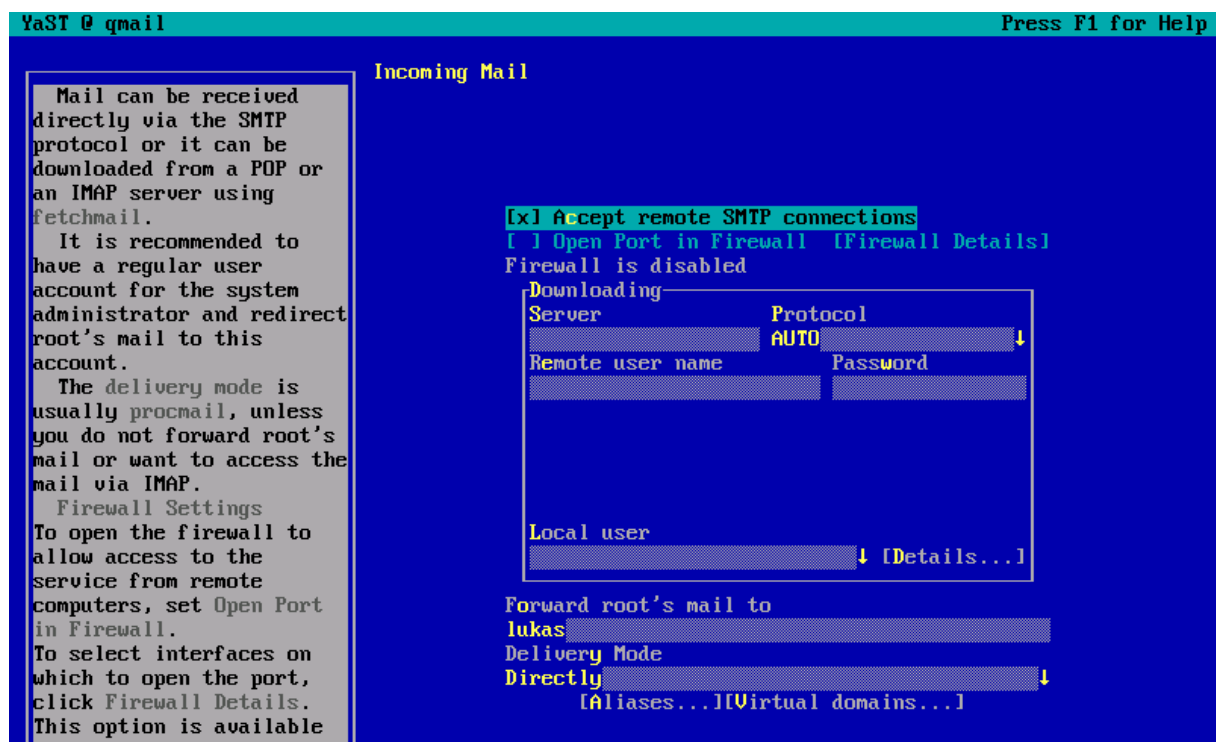 YaST @ qmail Press F1 for Help
Incoming Mail
Mail can be received
directly via the SMTP
protocol or it can be
downloaded from a POP or
an IMAP server using
fetchmail.
It is recommended to
have a regular user
account for the system
administrator and redirect
root's mail to this
account.
The delivery mode is
usually procmail, unless
you do not forward root's
mail or want to access the
mail via IMAP.
Firewall Settings
To open the firewall to
allow access to the
service from remote
computers, set Open Port
in Firewall.
To select interfaces on
which to open the port,
click Firewall Details.
This option is available
[x] Accept remote SMTP connections
[ ] Open Port in Firewall [Firewall Details]
Firewall is disabled
Downloading
Server Protocol
AUTO↓
Remote user name Password
Local user
↓ [Details...]
Forward root's mail to
lukas
Delivery Mode
Directly↓
[Aliases...][Virtual domains...]